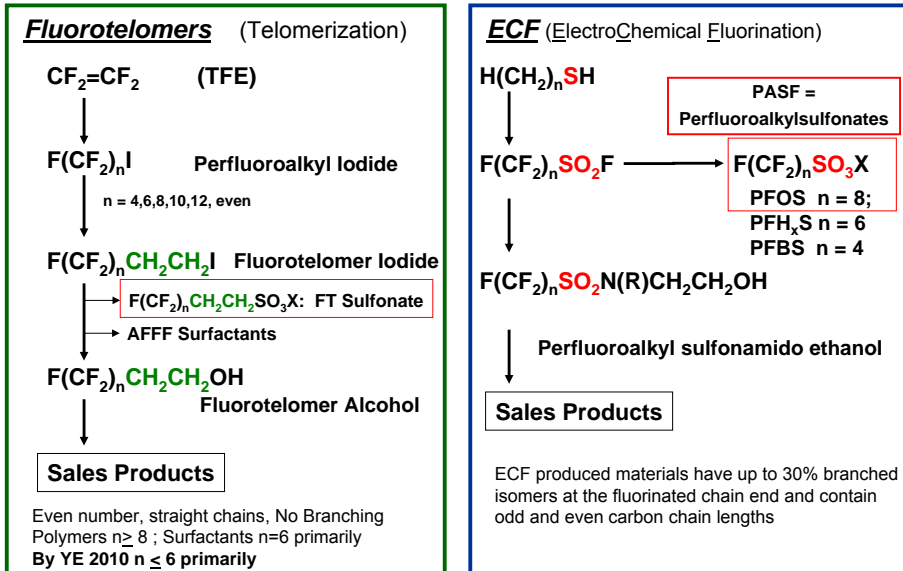 Fluorotelomers (Telomerization)
CF₂=CF₂ (TFE)
F(CF₂)ₙI
Perfluoroalkyl Iodide
n = 4,6,8,10,12, even
F(CF₂)ₙCH₂CH₂I Fluorotelomer Iodide
F(CF₂)ₙCH₂CH₂SO₃X: FT Sulfonate
AFFF Surfactants
F(CF₂)ₙCH₂CH₂OH
Fluorotelomer Alcohol
Sales Products
Even number, straight chains, No Branching
Polymers n≥ 8 ; Surfactants n=6 primarily
By YE 2010 n ≤ 6 primarily
ECF (ElectroChemical Fluorination)
H(CH₂)ₙSH
PASF =
Perfluoroalkylsulfonates
F(CF₂)ₙSO₂F
F(CF₂)ₙSO₃X
PFOS n = 8;
PFHₓS n = 6
PFBS n = 4
F(CF₂)ₙSO₂N(R)CH₂CH₂OH
Perfluoroalkyl sulfonamido ethanol
Sales Products
ECF produced materials have up to 30% branched
isomers at the fluorinated chain end and contain
odd and even carbon chain lengths